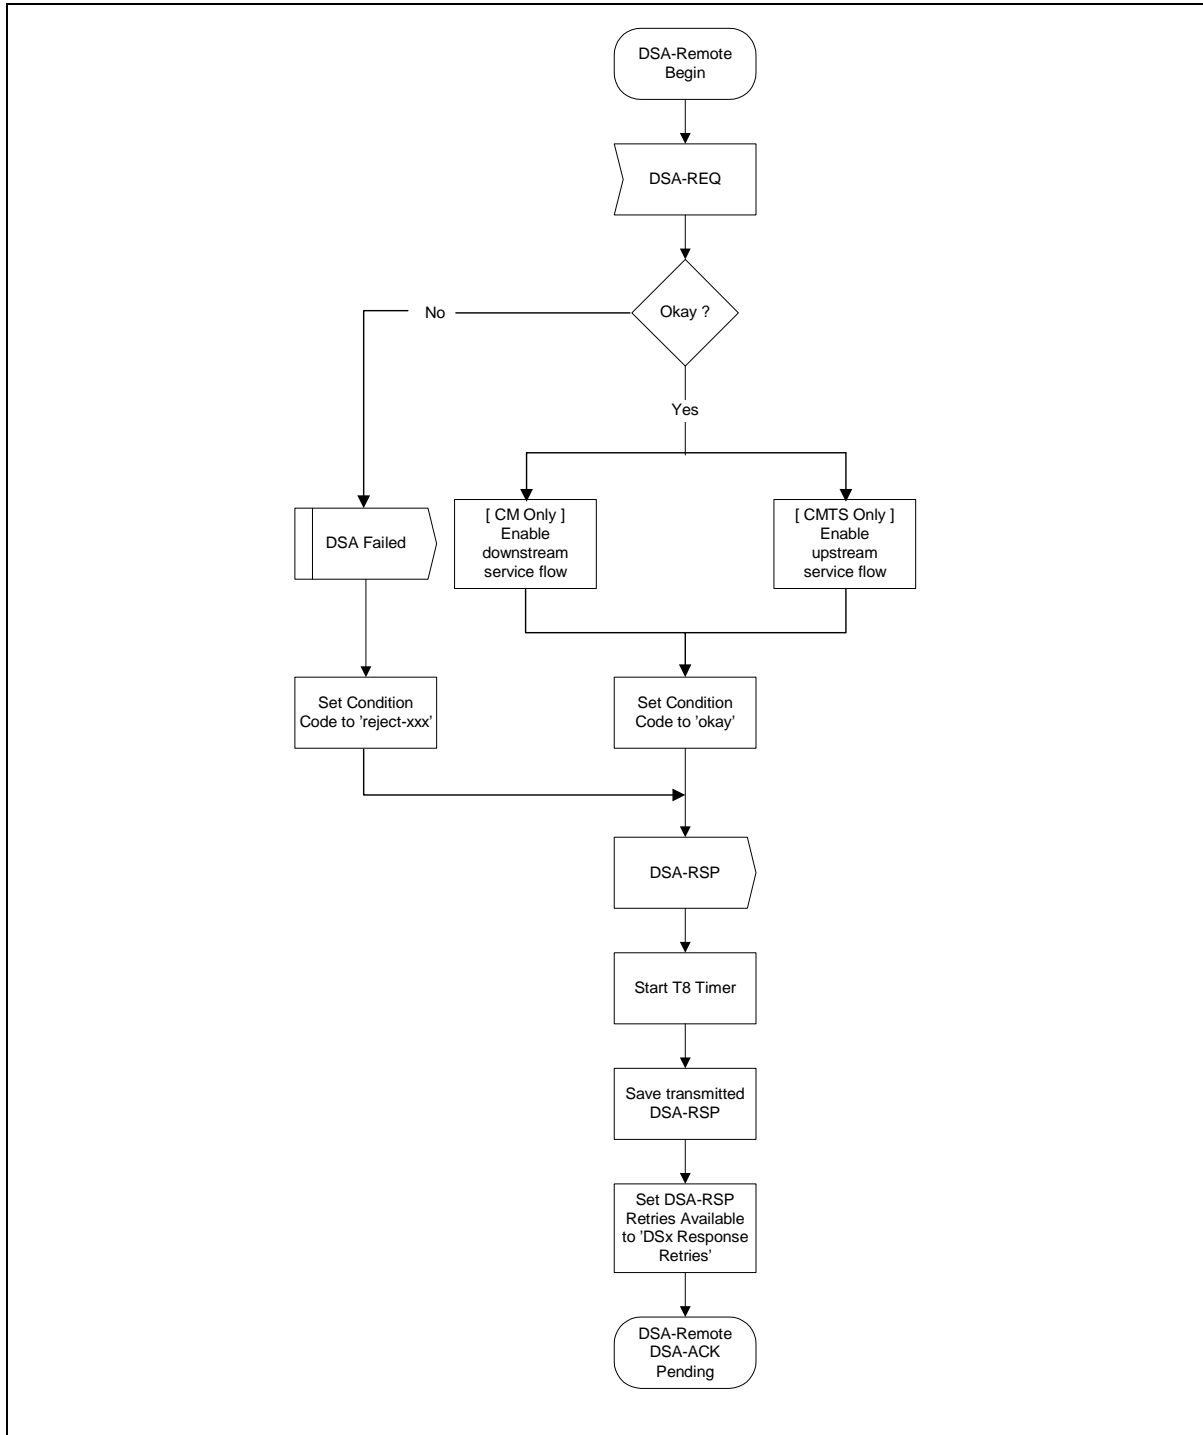 DSA-Remote
Begin
DSA-REQ
Okay ?
No
Yes
DSA Failed
[ CM Only ]
Enable
downstream
service flow
[ CMTS Only ]
Enable
upstream
service flow
Set Condition
Code to 'reject-xxx'
Set Condition
Code to 'okay'
DSA-RSP
Start T8 Timer
Save transmitted
DSA-RSP
Set DSA-RSP
Retries Available
to 'DSx Response
Retries'
DSA-Remote
DSA-ACK
Pending